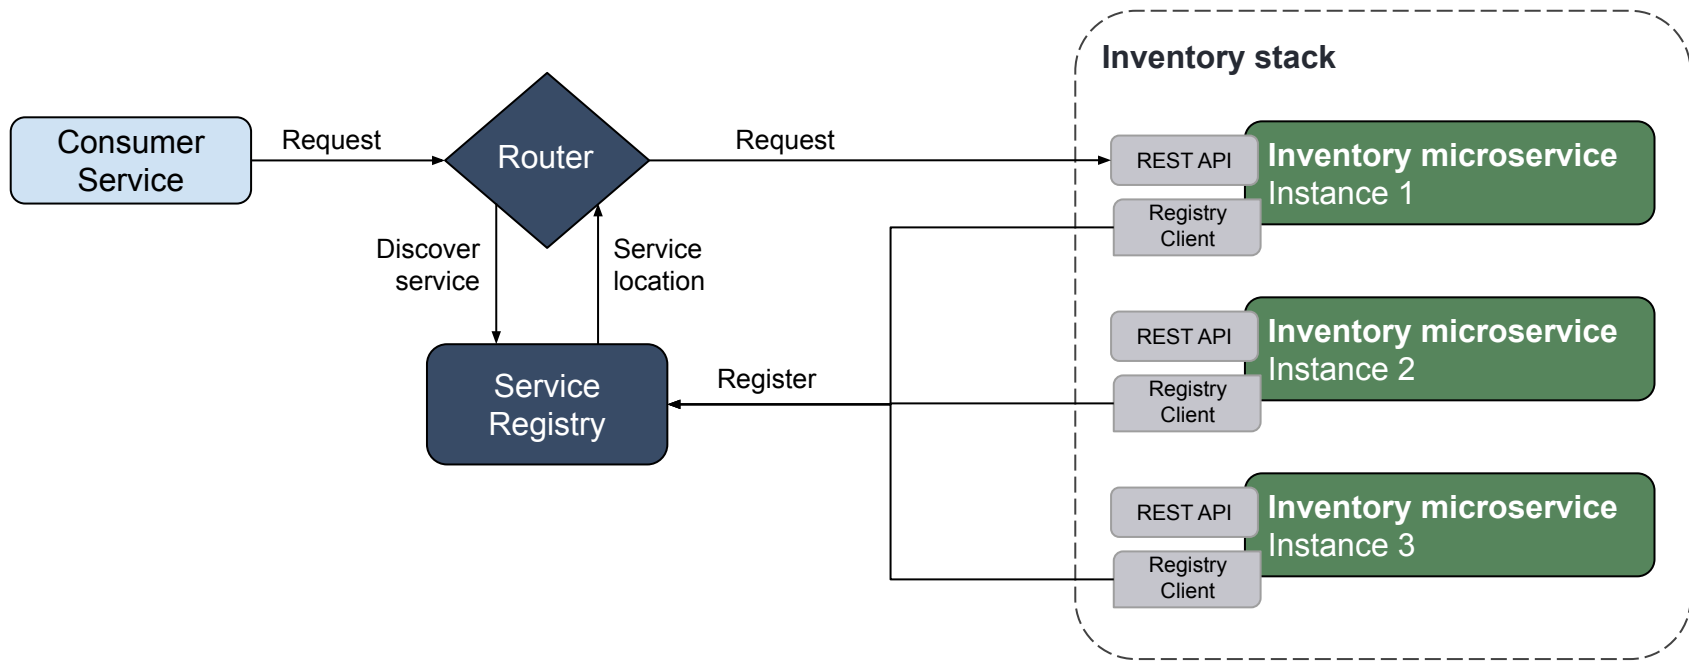 Inventory stack
Consumer
Service
Request
Router
Request
REST API
Inventory microservice
Instance 1
Registry
Client
Discover
service
Service
location
REST API
Inventory microservice
Instance 2
Registry
Client
Service
Registry
Register
REST API
Inventory microservice
Instance 3
Registry
Client